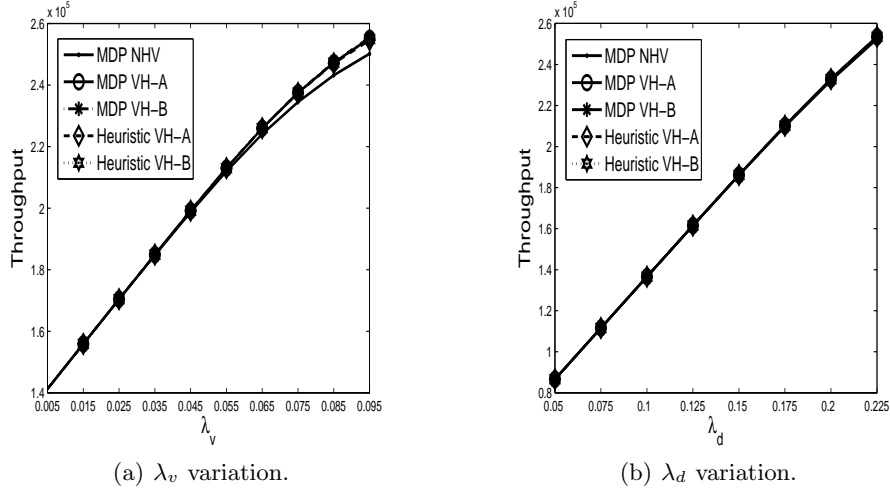 x 10^5
2.6
2.4
2.2
2
1.8
1.6
1.4
Throughput
MDP NHV
MDP VH-A
MDP VH-B
Heuristic VH-A
Heuristic VH-B
0.005 0.015 0.025 0.035 0.045 0.055 0.065 0.075 0.085 0.095
λ_v
(a) λ_v variation.
x 10^5
2.6
2.4
2.2
2
1.8
1.6
1.4
1.2
1
0.8
Throughput
MDP NHV
MDP VH-A
MDP VH-B
Heuristic VH-A
Heuristic VH-B
0.05 0.075 0.1 0.125 0.15 0.175 0.2 0.225
λ_d
(b) λ_d variation.